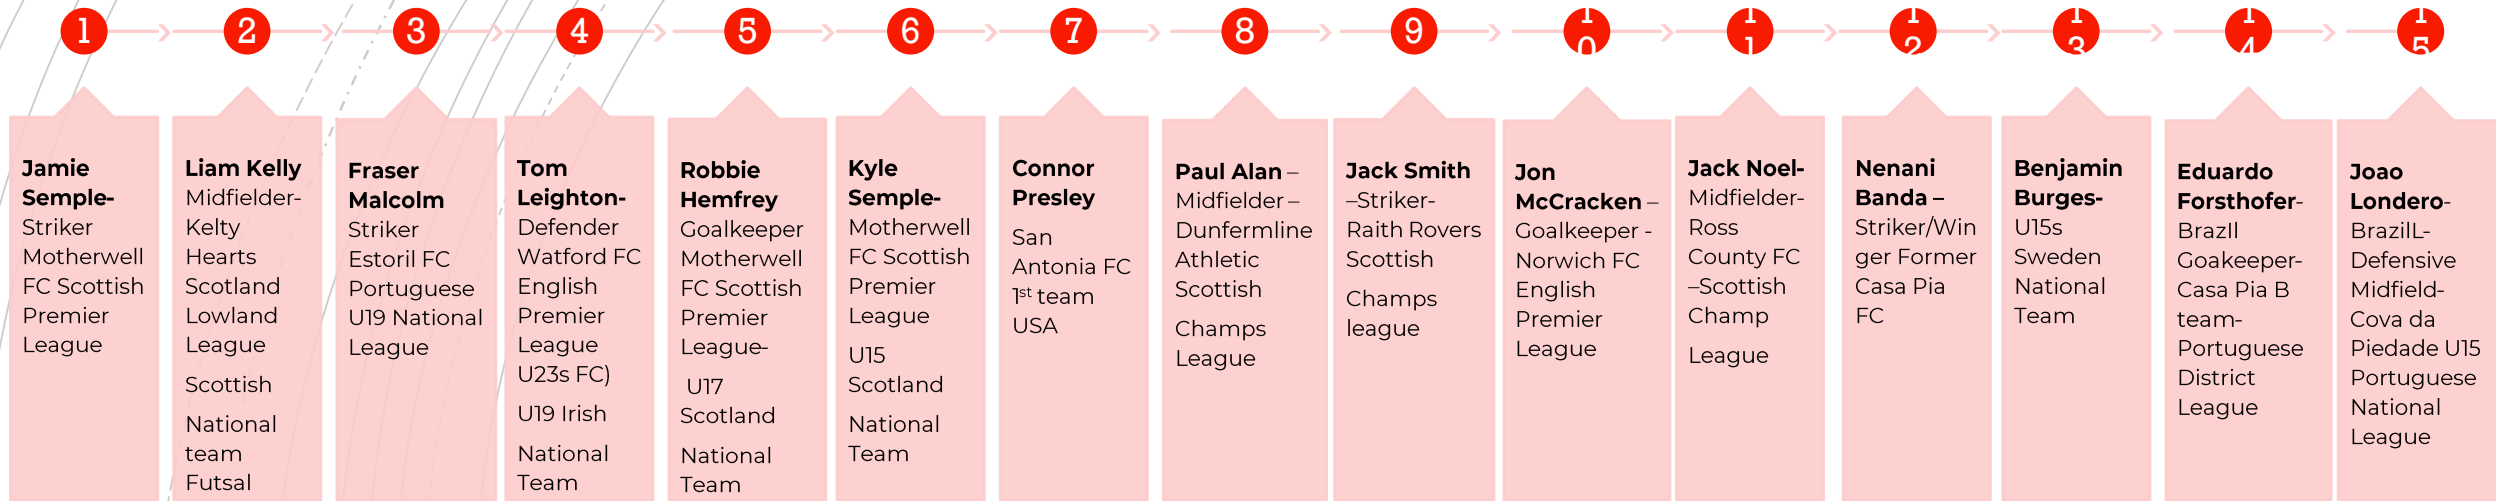 1
2
3
4
5
6
7
8
9
10
11
12
13
14
15
Jamie
Semple-
Striker
Motherwell
FC Scottish
Premier
League
Liam Kelly
Midfielder-
Kelty
Hearts
Scotland
Lowland
League
Scottish
National
team
Futsal
Fraser
Malcolm
Striker
Estoril FC
Portuguese
U19 National
League
Tom
Leighton-
Defender
Watford FC
English
Premier
League
U23s FC)
U19 Irish
National
Team
Robbie
Hemfrey
Goalkeeper
Motherwell
FC Scottish
Premier
League-
U17
Scotland
National
Team
Kyle
Semple-
Motherwell
FC Scottish
Premier
League
U15
Scotland
National
Team
Connor
Presley
San
Antonia FC
1st team
USA
Paul Alan –
Midfielder –
Dunfermline
Athletic
Scottish
Champs
League
Jack Smith
–Striker-
Raith Rovers
Scottish
Champs
league
Jon
McCracken –
Goalkeeper -
Norwich FC
English
Premier
League
Jack Noel-
Midfielder-
Ross
County FC
–Scottish
Champ
League
Nenani
Banda –
Striker/Win
ger Former
Casa Pia
FC
Benjamin
Burges-
U15s
Sweden
National
Team
Eduardo
Forsthofer-
BrazIl
Goakeeper-
Casa Pia B
team-
Portuguese
District
League
Joao
Londero-
BrazilL-
Defensive
Midfield-
Cova da
Piedade U15
Portuguese
National
League